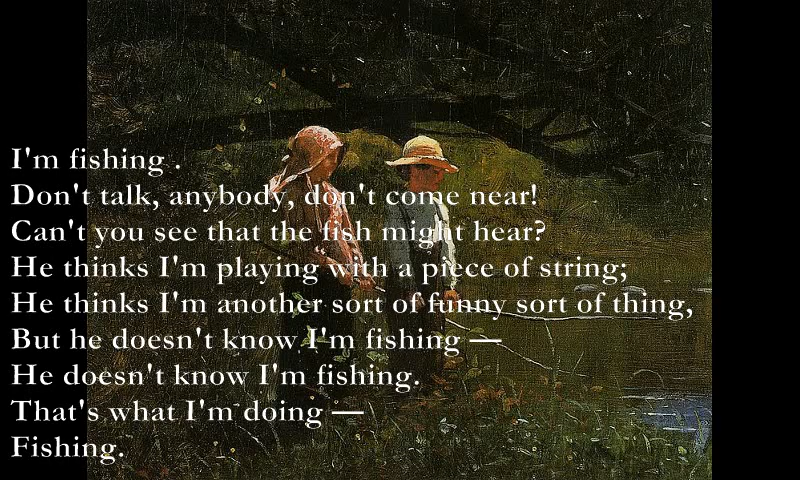 I'm fishing .
Don't talk, anybody, don't come near!
Can't you see that the fish might hear?
He thinks I'm playing with a piece of string;
He thinks I'm another sort of funny sort of thing,
But he doesn't know I'm fishing —
He doesn't know I'm fishing.
That's what I'm doing —
Fishing.